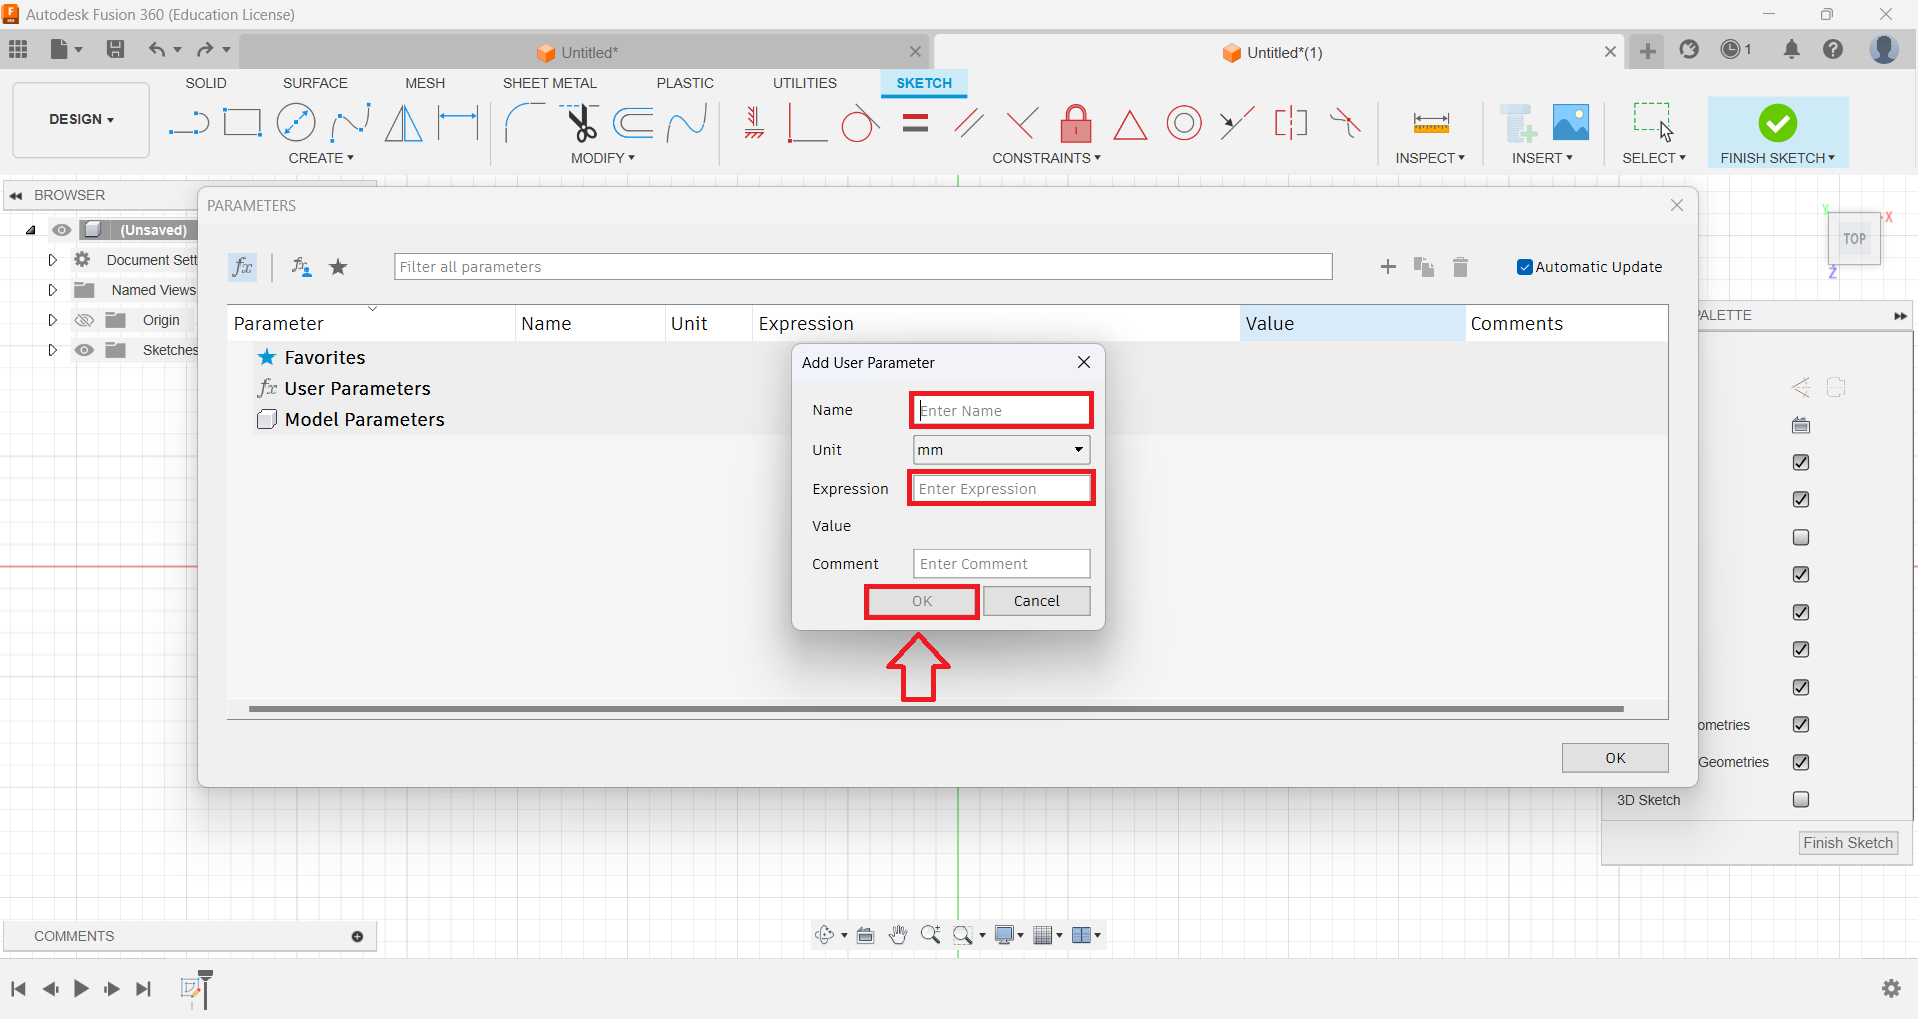 Autodesk Fusion 360 (Education License)
Untitled*
Untitled*(1)
1
SOLID
SURFACE
MESH
SHEET METAL
PLASTIC
UTILITIES
SKETCH
DESIGN
CREATE
MODIFY
CONSTRAINTS
INSPECT
INSERT
SELECT
FINISH SKETCH
BROWSER
(Unsaved)
Document Sett
Named Views
Origin
Sketches
PARAMETERS
fx
Filter all parameters
Automatic Update
Parameter
Name
Unit
Expression
Value
Comments
Favorites
fx User Parameters
Model Parameters
Add User Parameter
Name
Enter Name
Unit
mm
Expression
Enter Expression
Value
Comment
Enter Comment
OK
Cancel
OK
Y
X
TOP
Z
PALETTE
ometries
Geometries
3D Sketch
Finish Sketch
COMMENTS